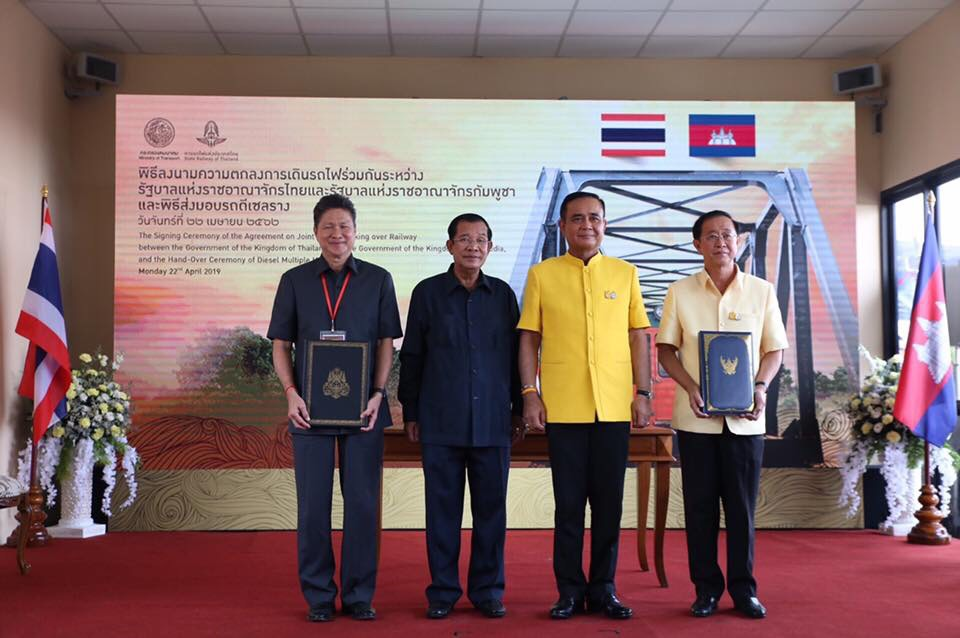 กระทรวงคมนาคม
Ministry of Transport
การรถไฟแห่งประเทศไทย
State Railway of Thailand
พิธีลงนามความตกลงการเดินรถไฟร่วมกันระหว่าง
รัฐบาลแห่งราชอาณาจักรไทยและรัฐบาลแห่งราชอาณาจักรกัมพูชา
และพิธีส่งมอบรถดีเซลราง
วันจันทร์ที่ ๒๒ เมษายน ๒๕๖๒
The Signing Ceremony of the Agreement on Joint king over Railway
between the Government of the Kingdom of Thailand Government of the Kingdom
and the Hand-Over Ceremony of Diesel Multiple
Monday 22nd April 2019